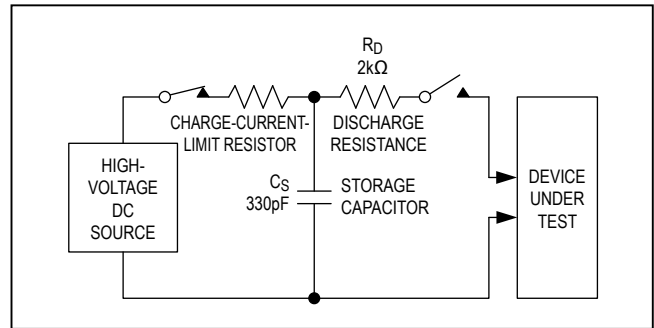 R_D
2kΩ
CHARGE-CURRENT-
LIMIT RESISTOR
DISCHARGE
RESISTANCE
HIGH-
VOLTAGE
DC
SOURCE
C_S
330pF
STORAGE
CAPACITOR
DEVICE
UNDER
TEST